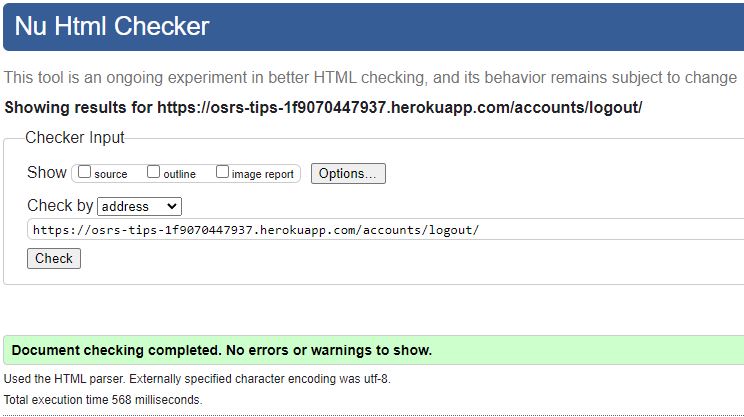 Nu Html Checker
This tool is an ongoing experiment in better HTML checking, and its behavior remains subject to change
Showing results for https://osrs-tips-1f9070447937.herokuapp.com/accounts/logout/
Checker Input
Show source outline image report Options...
Check by address
https://osrs-tips-1f9070447937.herokuapp.com/accounts/logout/
Check
Document checking completed. No errors or warnings to show.
Used the HTML parser. Externally specified character encoding was utf-8.
Total execution time 568 milliseconds.